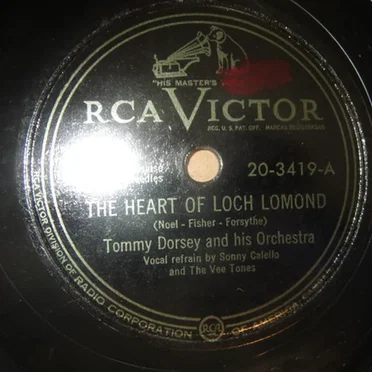 "HIS MASTER'S
RCA VICTOR
REG. U.S. PAT. OFF. MARCAS REGISTRADAS
20-3419-A
THE HEART OF LOCH LOMOND
(Noel - Fisher - Forsythe)
Tommy Dorsey and his Orchestra
Vocal refrain by Sonny Calello
and The Vee Tones
RCA VICTOR DIVISION OF RADIO CORPORATION OF AMERICA
RCA